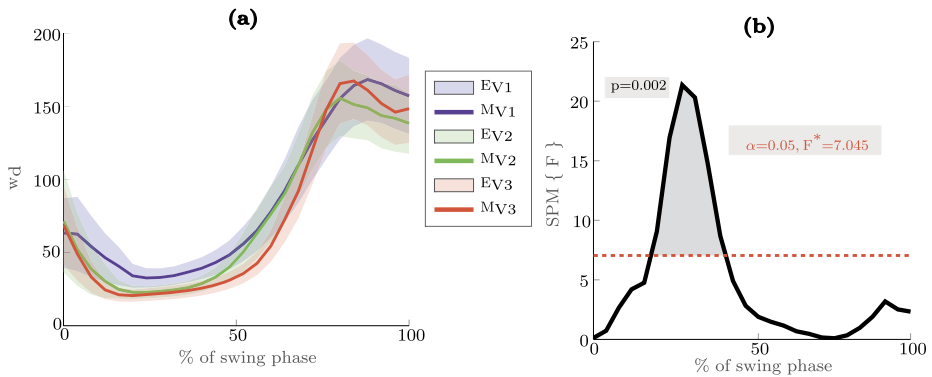 (a)
200
150
100
50
0
wd
0
50
100
% of swing phase
EV1
MV1
EV2
MV2
EV3
MV3
(b)
25
20
15
10
5
0
SPM { F }
p=0.002
α=0.05, F*=7.045
0
50
100
% of swing phase